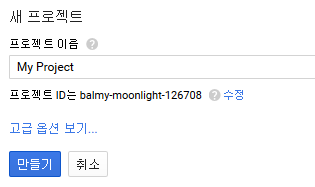 새 프로젝트
프로젝트 이름 ?
My Project
프로젝트 ID는 balmy-moonlight-126708 ? 수정
고급 옵션 보기...
만들기 취소